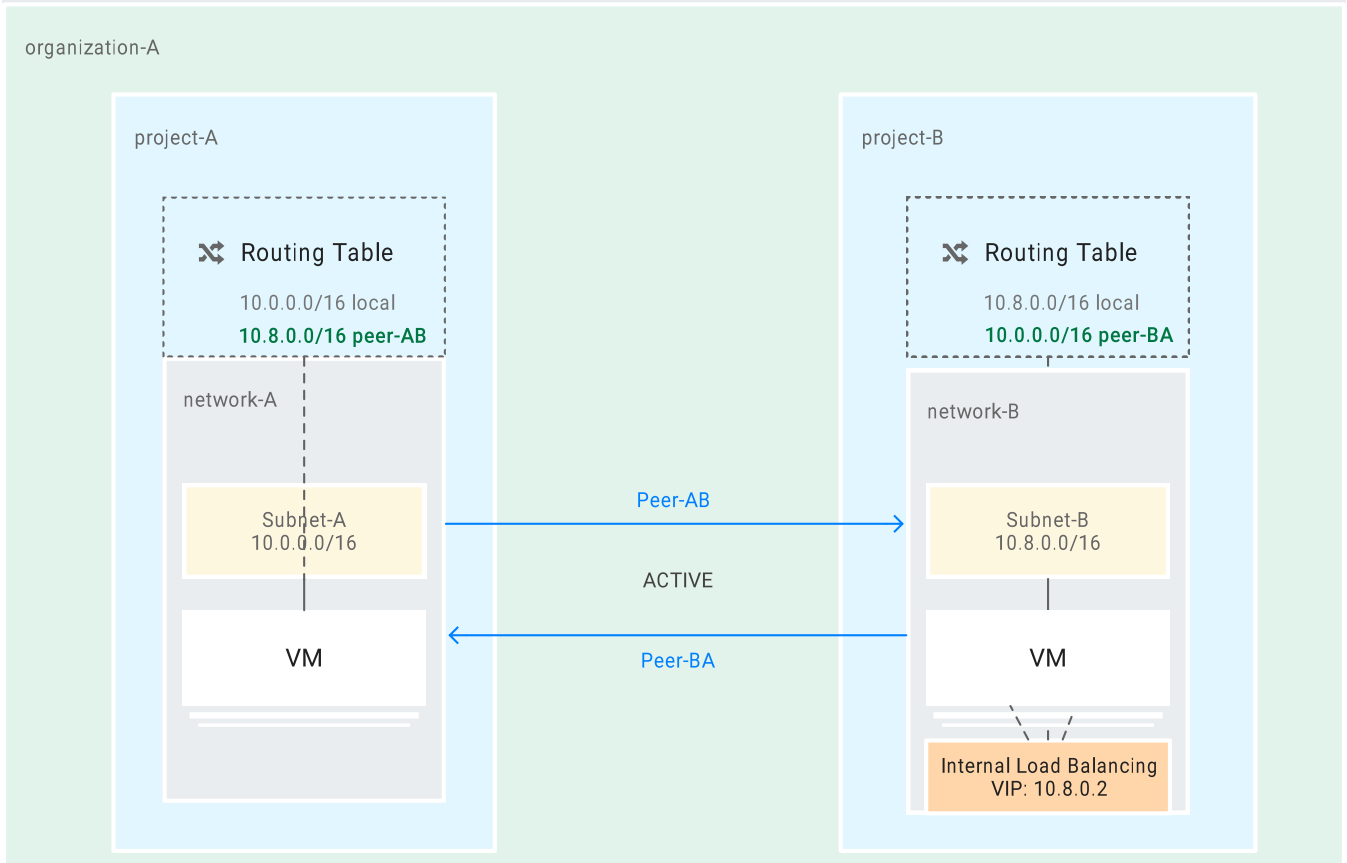 organization-A
project-A
Routing Table
10.0.0.0/16 local
10.8.0.0/16 peer-AB
network-A
Subnet-A
10.0.0.0/16
VM
Peer-AB
ACTIVE
Peer-BA
project-B
Routing Table
10.8.0.0/16 local
10.0.0.0/16 peer-BA
network-B
Subnet-B
10.8.0.0/16
VM
Internal Load Balancing
VIP: 10.8.0.2